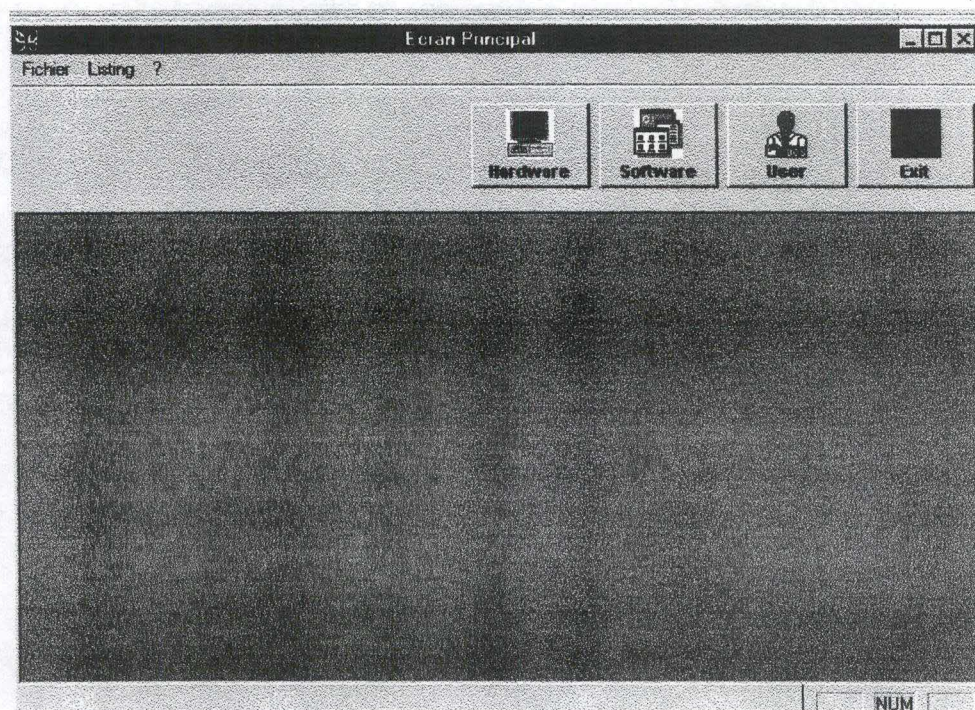 Ecran Principal
Fichier Listing ?
Hardware Software User Exit
NUM